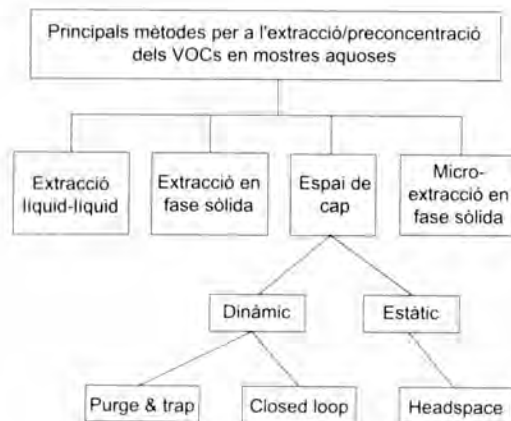 Principals mètodes per a l'extracció/preconcentració
dels VOCs en mostres aquoses
Extracció
líquid-líquid
Extracció en
fase sòlida
Espai de
cap
Micro-
extracció en
fase sólida
Dinàmic
Estàtic
Purge & trap
Closed loop
Headspace